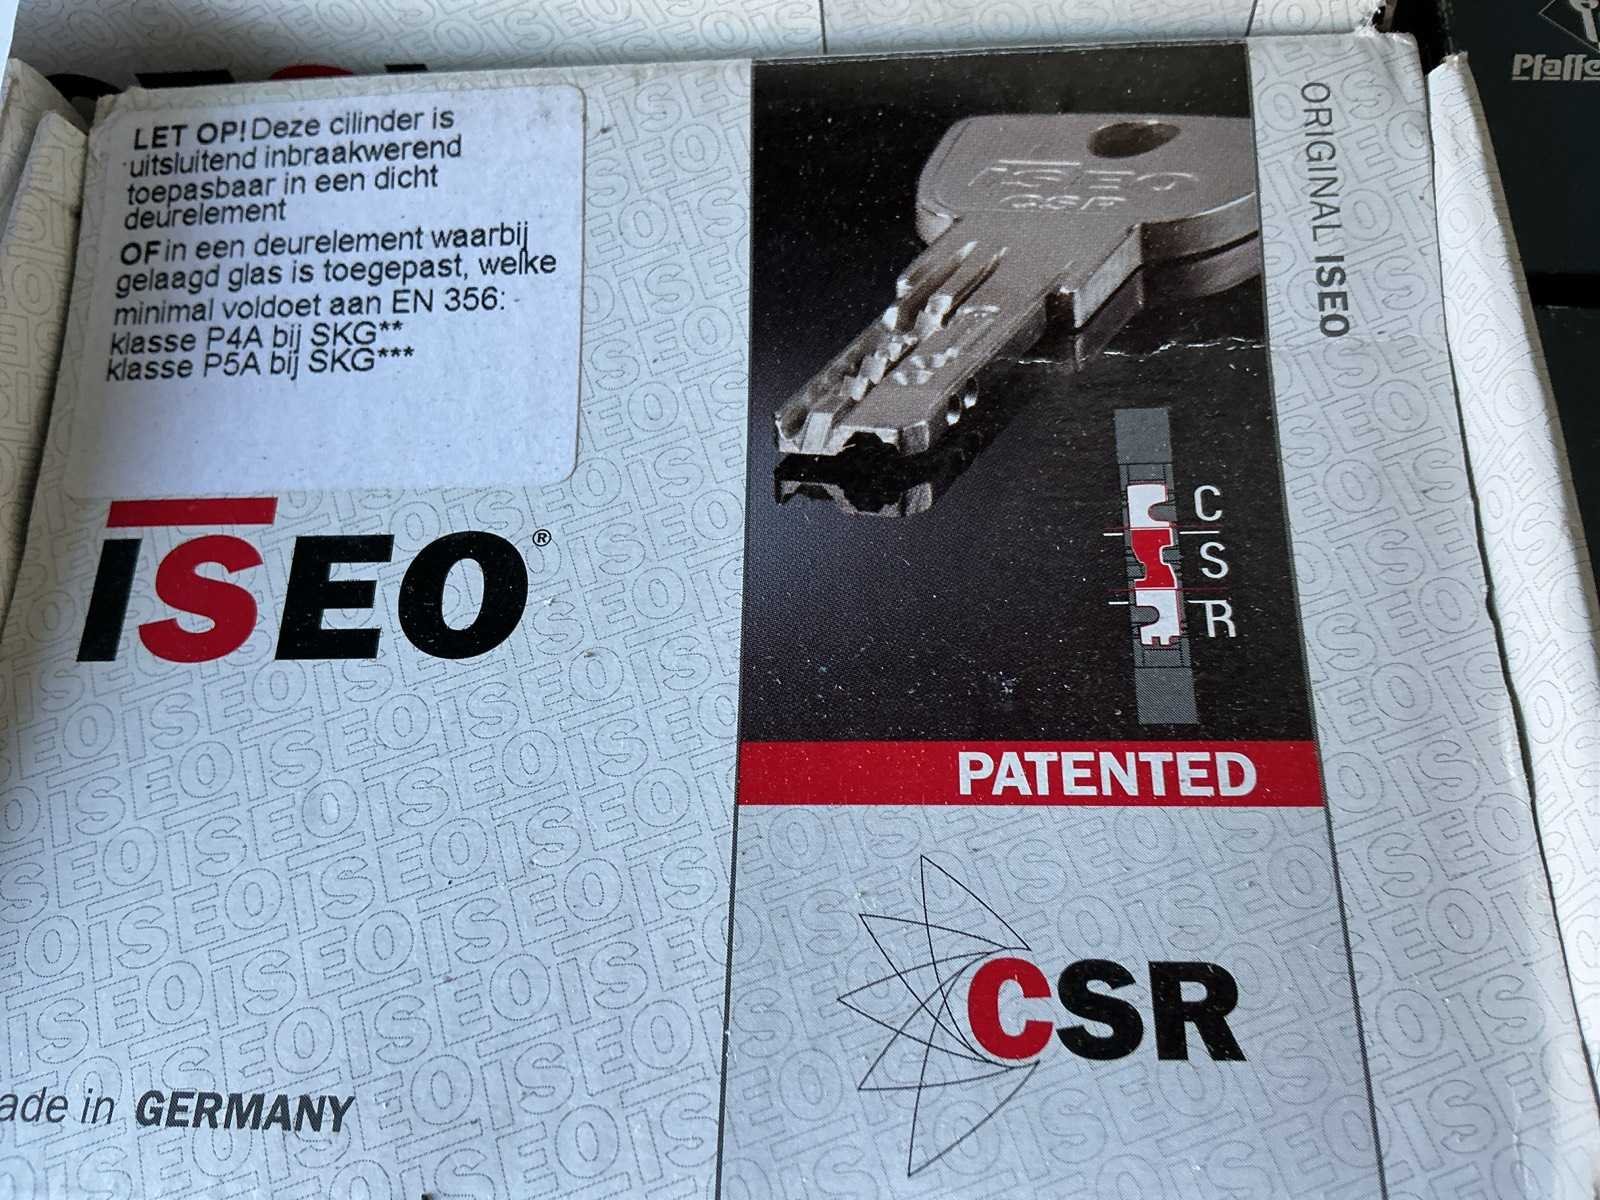 LET OP! Deze cilinder is
uitsluitend inbraakwerend
toepasbaar in een dicht
deurelement
OF in een deurelement waarbij
gelaagd glas is toegepast, welke
minimal voldoet aan EN 356:
klasse P4A bij SKG**
klasse P5A bij SKG***
ISEO®
ORIGINAL ISEO
ISEO
CSR
C
S
R
PATENTED
CSR
ade in GERMANY